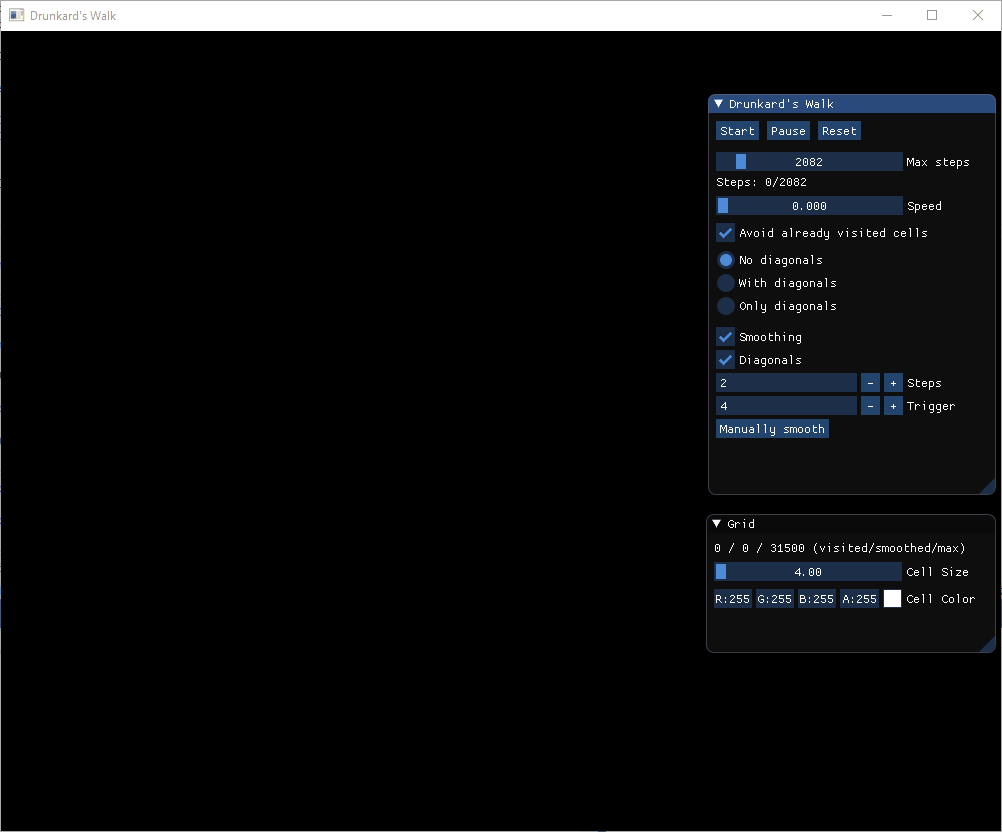 Drunkard's Walk
Drunkard's Walk
Start Pause Reset
2082 Max steps
Steps: 0/2082
0.000 Speed
Avoid already visited cells
No diagonals
With diagonals
Only diagonals
Smoothing
Diagonals
2 - + Steps
4 - + Trigger
Manually smooth
Grid
0 / 0 / 31500 (visited/smoothed/max)
4.00 Cell Size
R:255 G:255 B:255 A:255 Cell Color